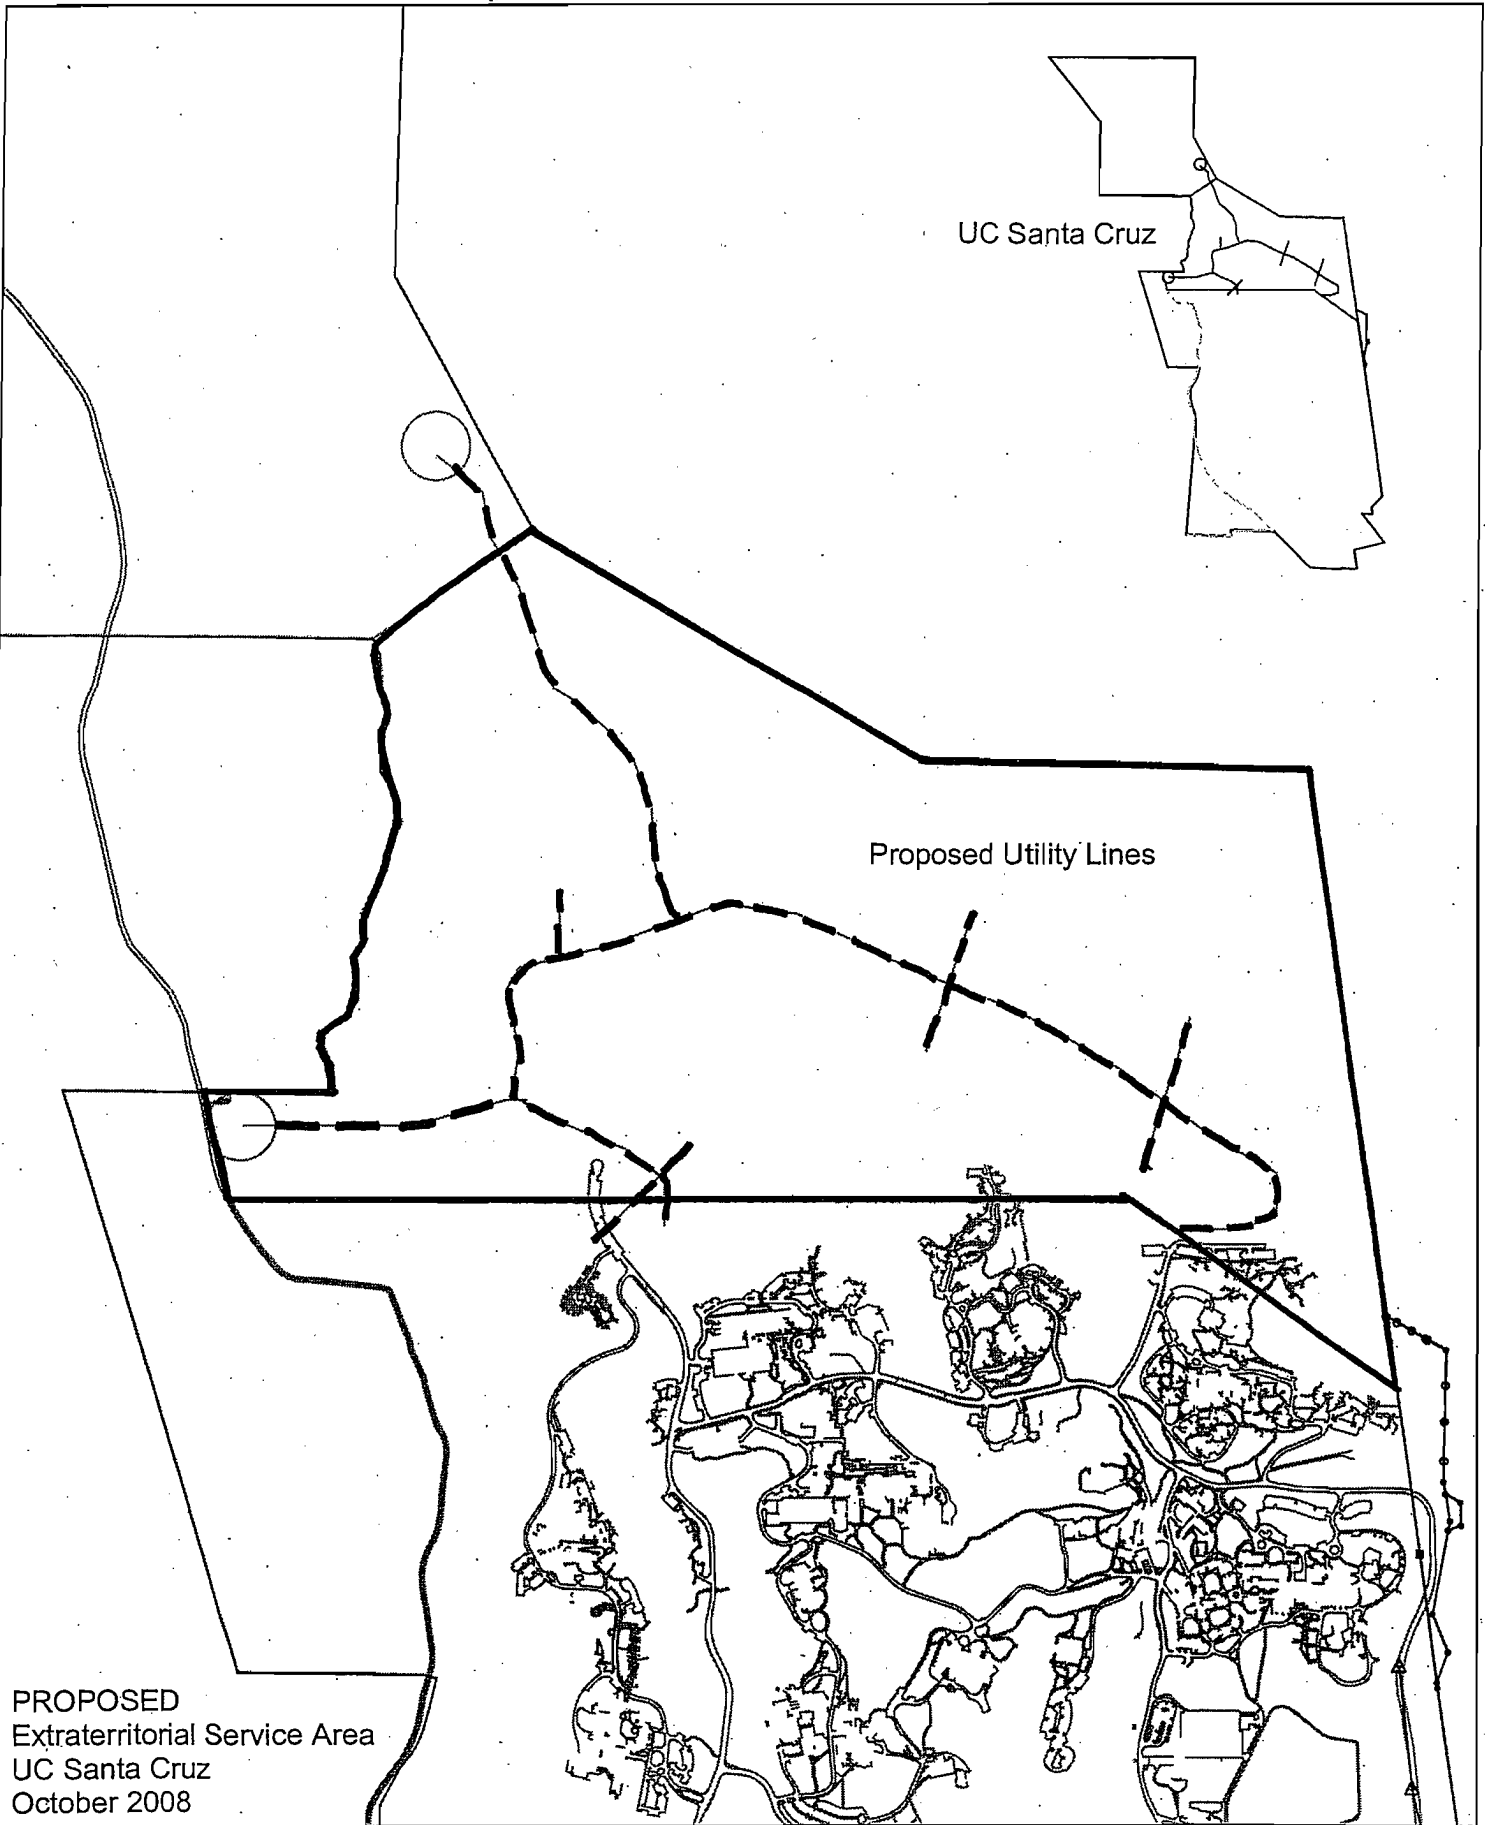 UC Santa Cruz
Proposed Utility Lines
PROPOSED
Extraterritorial Service Area
UC Santa Cruz
October 2008